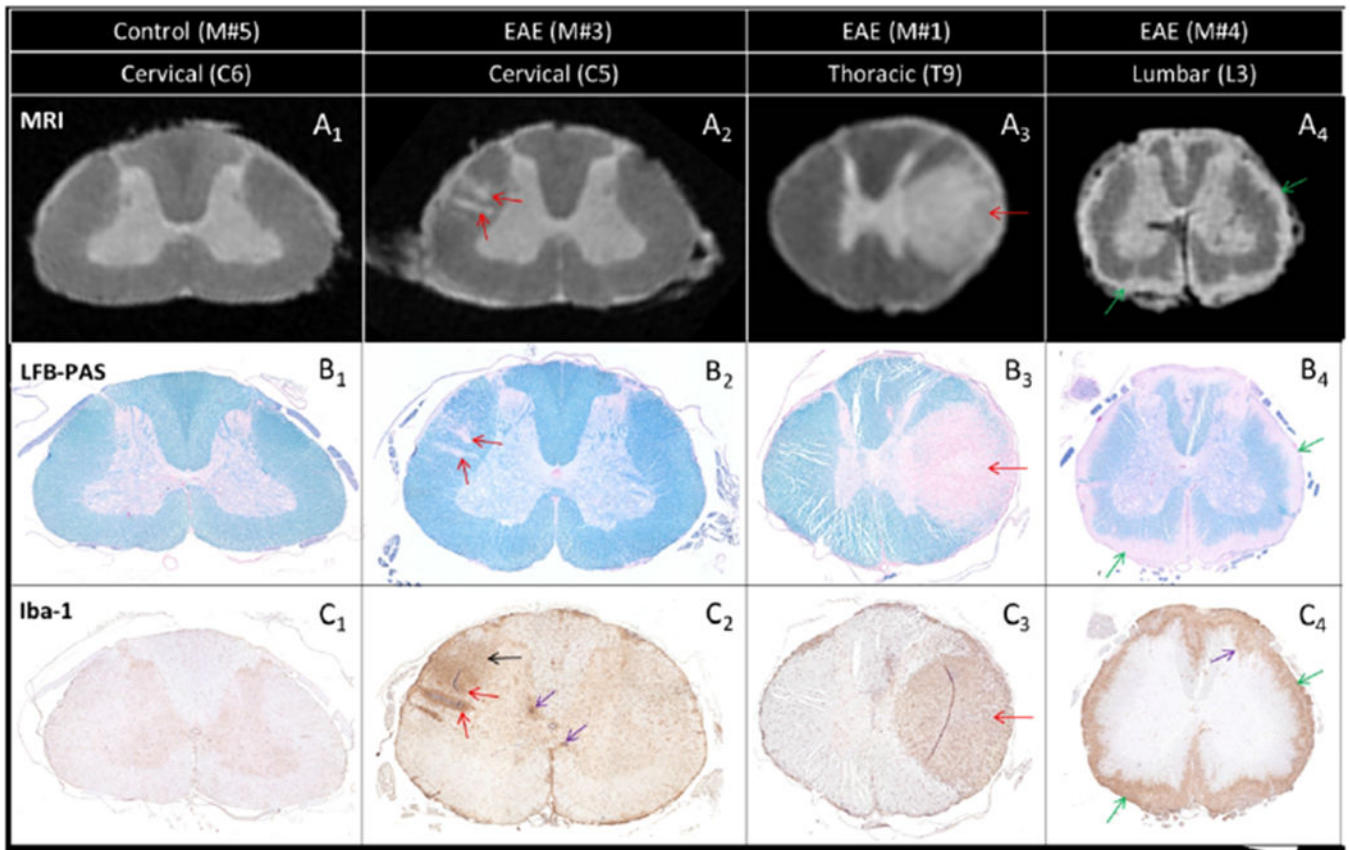 Control (M#5) EAE (M#3) EAE (M#1) EAE (M#4)
Cervical (C6) Cervical (C5) Thoracic (T9) Lumbar (L3)
MRI A1 A2 A3 A4
LFB-PAS B1 B2 B3 B4
Iba-1 C1 C2 C3 C4